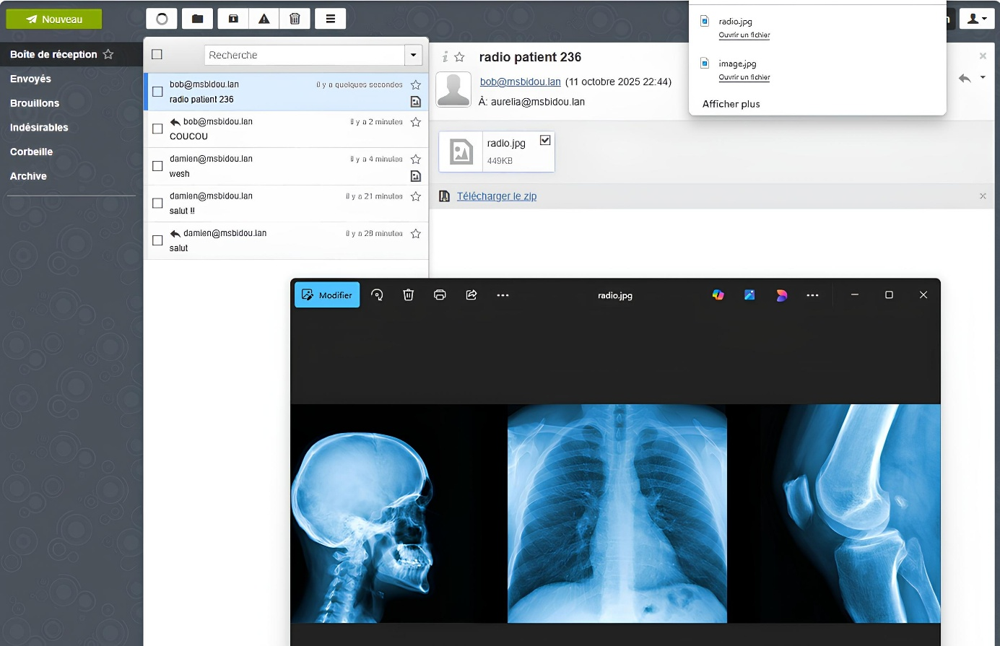 Nouveau
Boîte de réception
Envoyés
Brouillons
Indésirables
Corbeille
Archive
Recherche
bob@msbidou.lan il y a quelques secondes
radio patient 236
bob@msbidou.lan il y a 2 minutes
COUCOU
damien@msbidou.lan il y a 4 minutes
wesh
damien@msbidou.lan il y a 21 minutes
salut !!
damien@msbidou.lan il y a 28 minutes
salut
radio patient 236
bob@msbidou.lan (11 octobre 2025 22:44)
À: aurelia@msbidou.lan
radio.jpg
449KB
Télécharger le zip
radio.jpg
Ouvrir un fichier
image.jpg
Ouvrir un fichier
Afficher plus
Modifier
radio.jpg